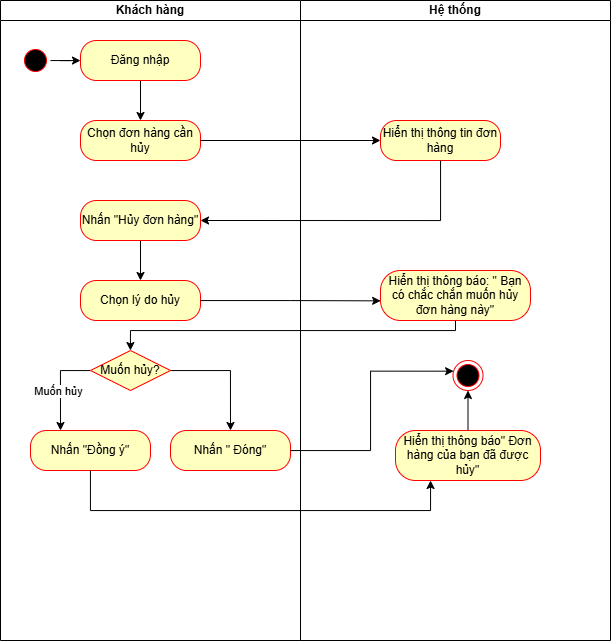 Khách hàng
Hệ thống
Đăng nhập
Chọn đơn hàng cần
hủy
Hiển thị thông tin đơn
hàng
Nhấn "Hủy đơn hàng"
Chọn lý do hủy
Hiển thị thông báo: " Bạn
có chắc chắn muốn hủy
đơn hàng này"
Muốn hủy?
Muốn hủy
Nhấn "Đồng ý"
Nhấn " Đóng"
Hiển thị thông báo" Đơn
hàng của bạn đã được
hủy"